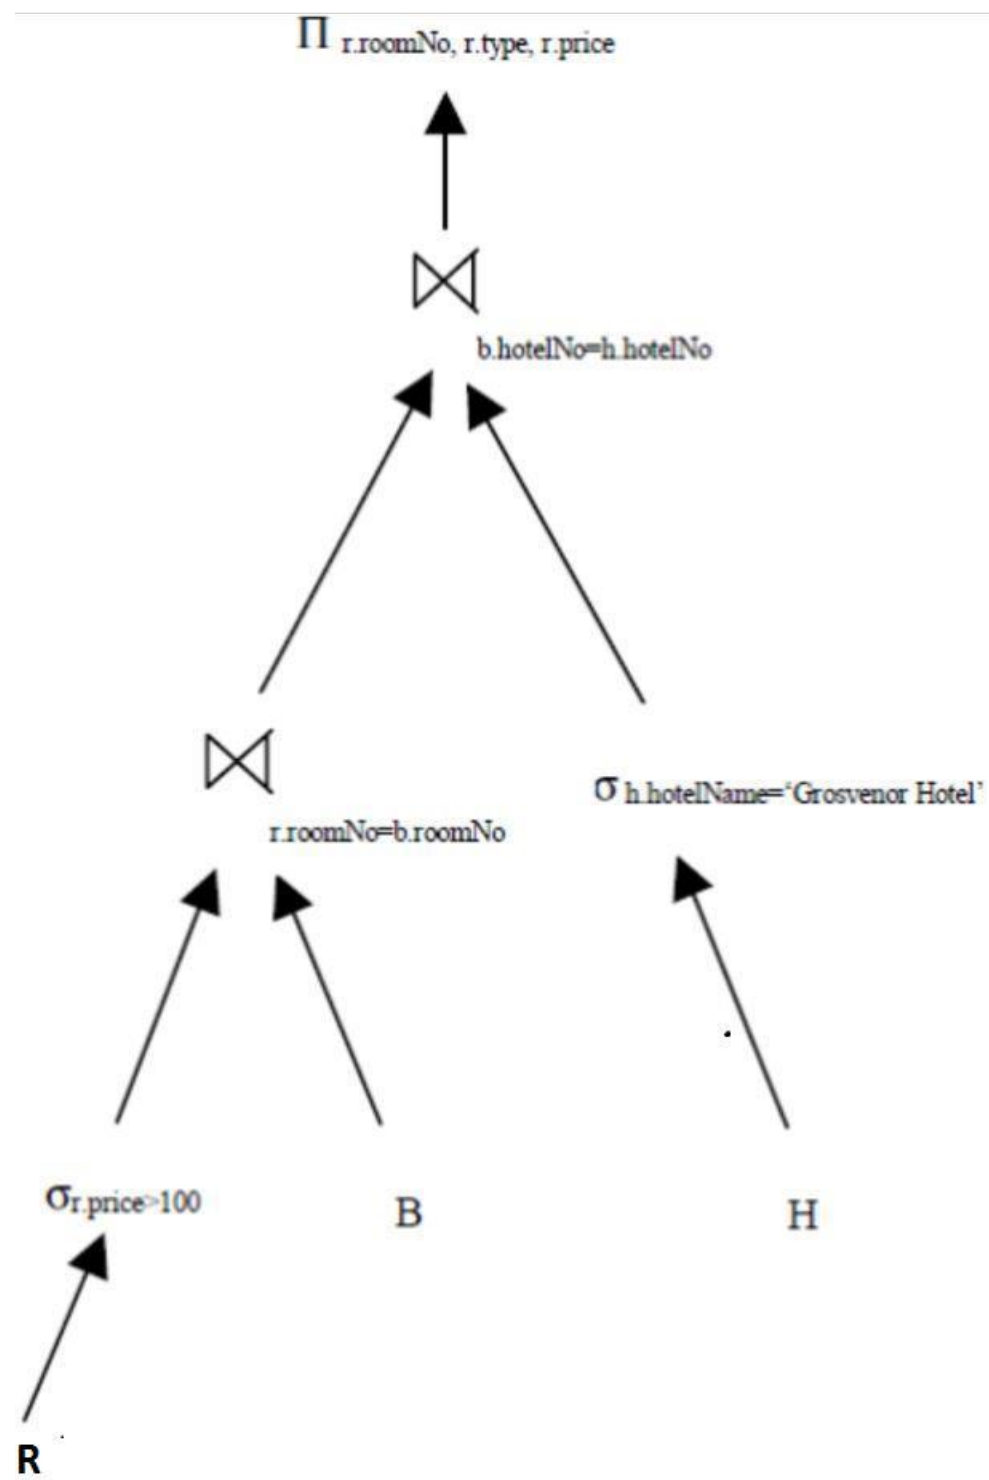 Π r.roomNo, r.type, r.price
⋈
b.hotelNo=h.hotelNo
⋈
σ h.hotelName=‘Grosvenor Hotel’
r.roomNo=b.roomNo
σr.price>100
B
H
R